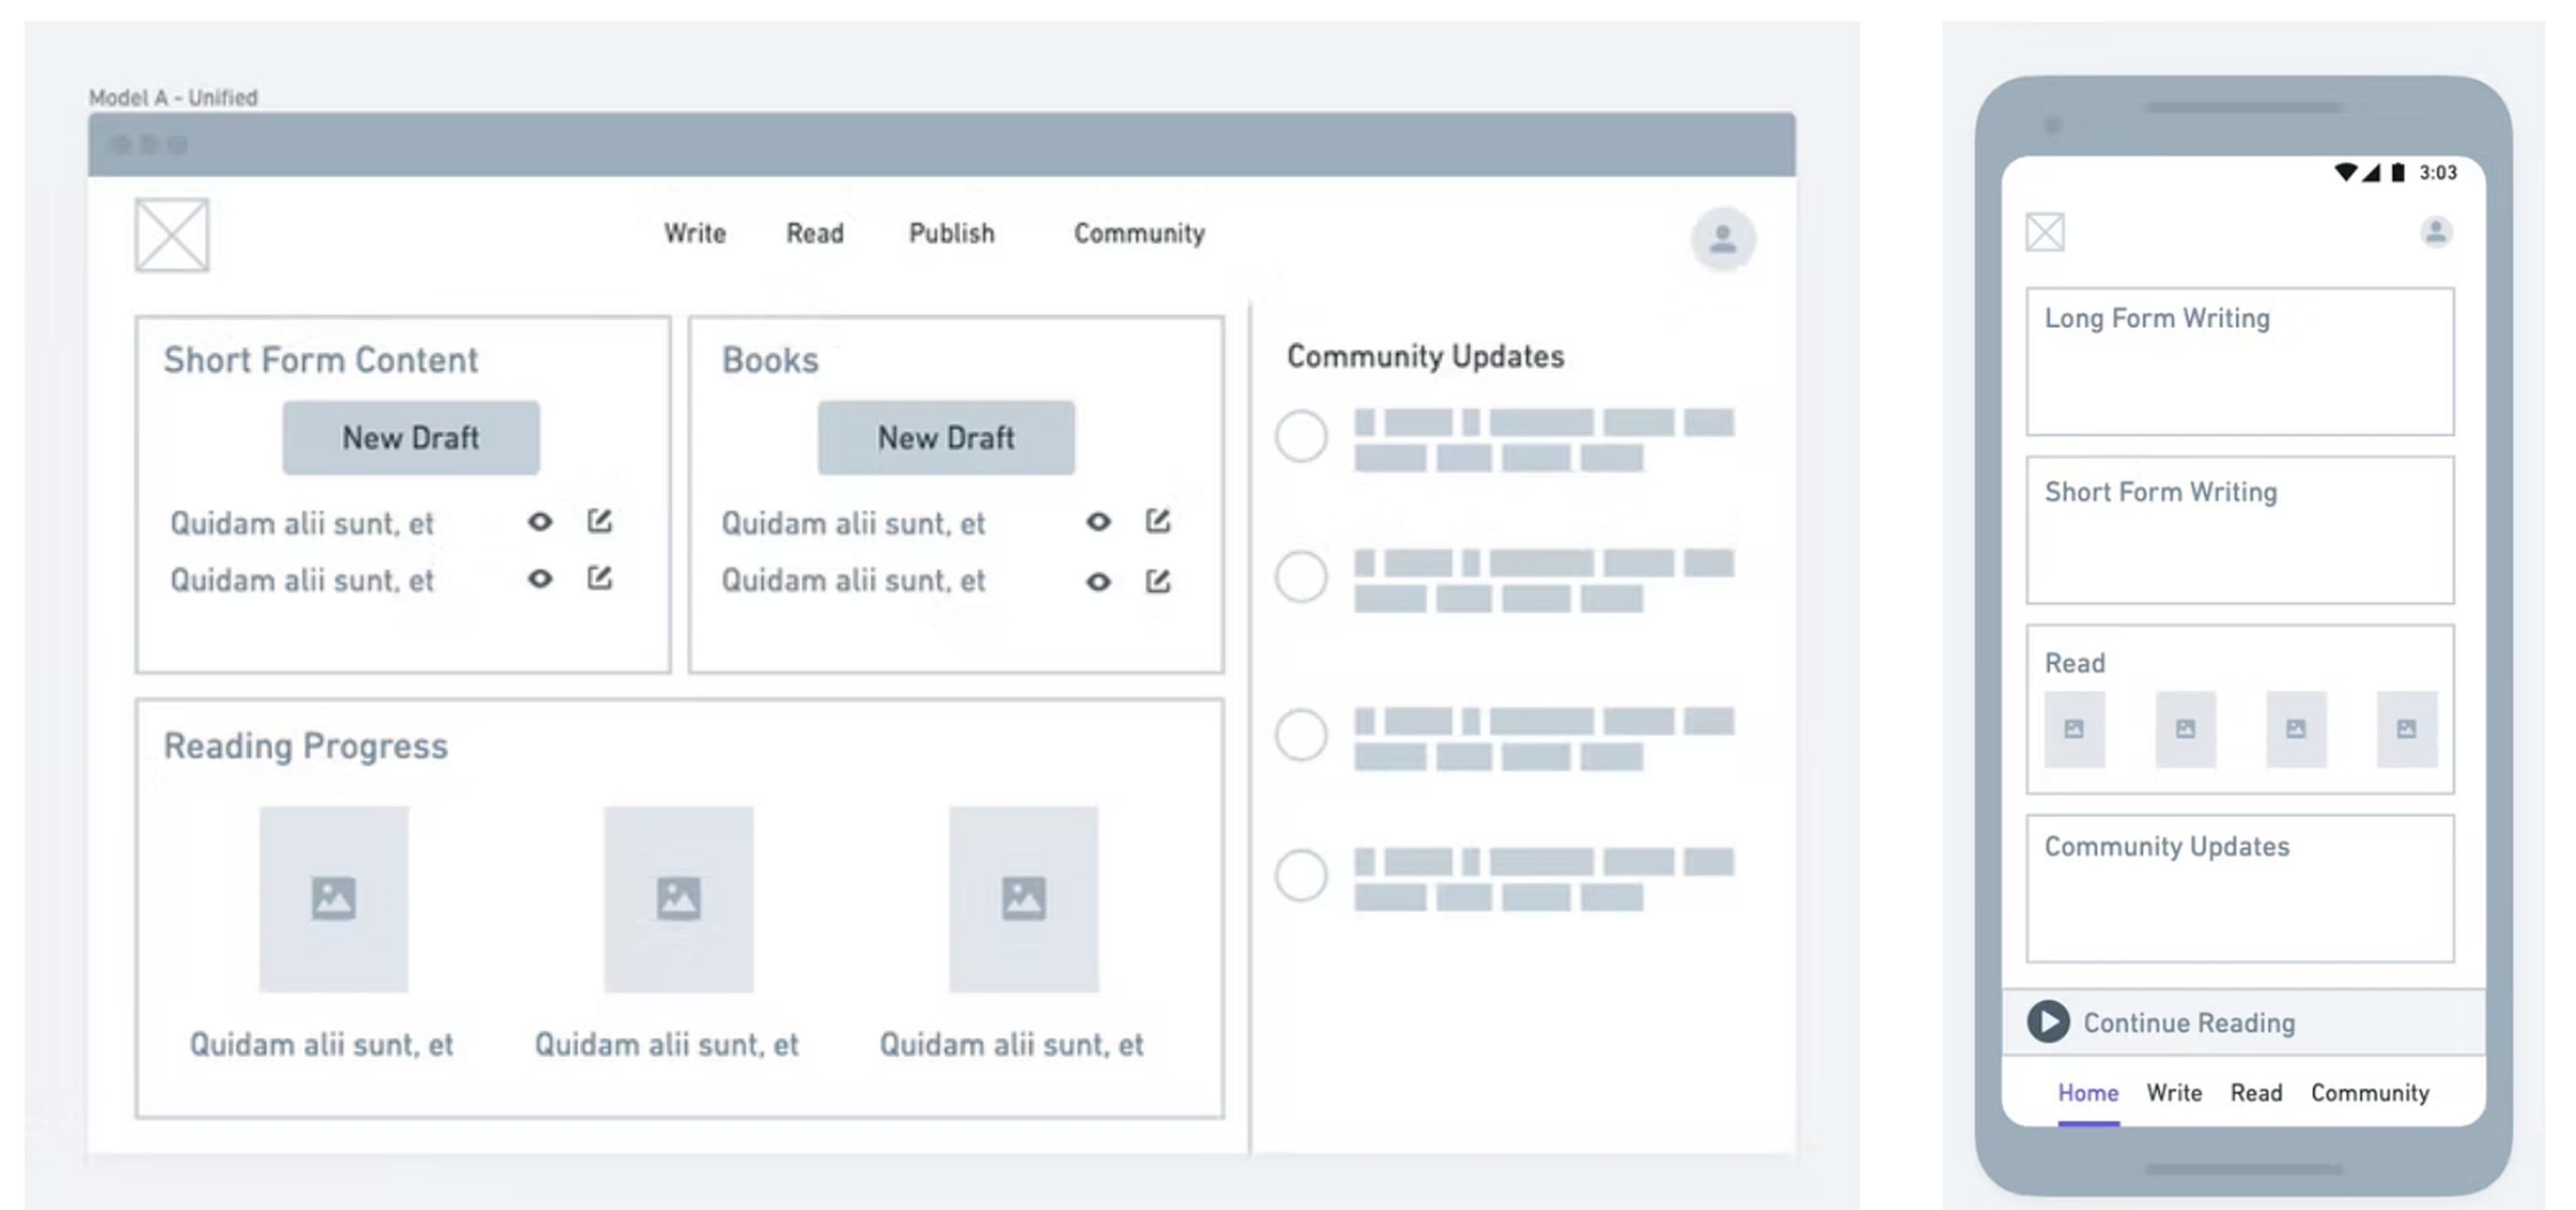 Model A - Unified
Write Read Publish Community
Short Form Content
New Draft
Quidam alii sunt, et
Quidam alii sunt, et
Books
New Draft
Quidam alii sunt, et
Quidam alii sunt, et
Reading Progress
Quidam alii sunt, et
Quidam alii sunt, et
Quidam alii sunt, et
Community Updates
3:03
Long Form Writing
Short Form Writing
Read
Community Updates
Continue Reading
Home Write Read Community